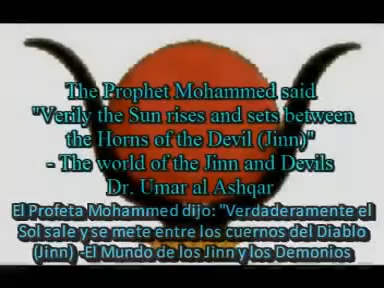 The Prophet Mohammed said
"Verily the Sun rises and sets between
the Horns of the Devil (Jinn)"
- The world of the Jinn and Devils
Dr. Umar al Ashqar
El Profeta Mohammed dijo: "Verdaderamente el
Sol sale y se mete entre los cuernos del Diablo
(Jinn) -El Mundo de los Jinn y los Demonios